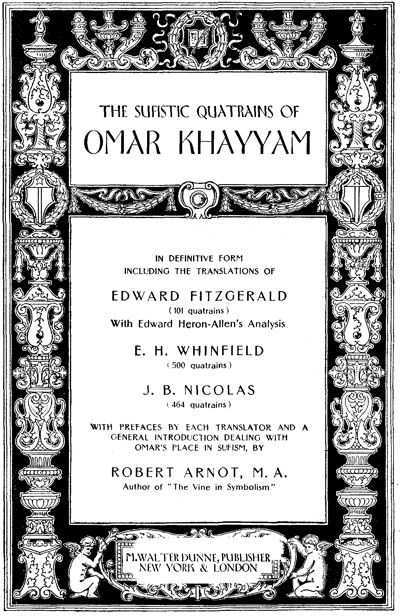 THE SUFISTIC QUATRAINS OF
OMAR KHAYYAM
IN DEFINITIVE FORM
INCLUDING THE TRANSLATIONS OF
EDWARD FITZGERALD
(101 quatrains)
With Edward Heron-Allen's Analysis
E. H. WHINFIELD
(500 quatrains)
J. B. NICOLAS
(464 quatrains)
WITH PREFACES BY EACH TRANSLATOR AND A
GENERAL INTRODUCTION DEALING WITH
OMAR'S PLACE IN SUFISM, BY
ROBERT ARNOT, M. A.
Author of "The Vine in Symbolism"
M. WALTER DUNNE, PUBLISHER
NEW YORK & LONDON